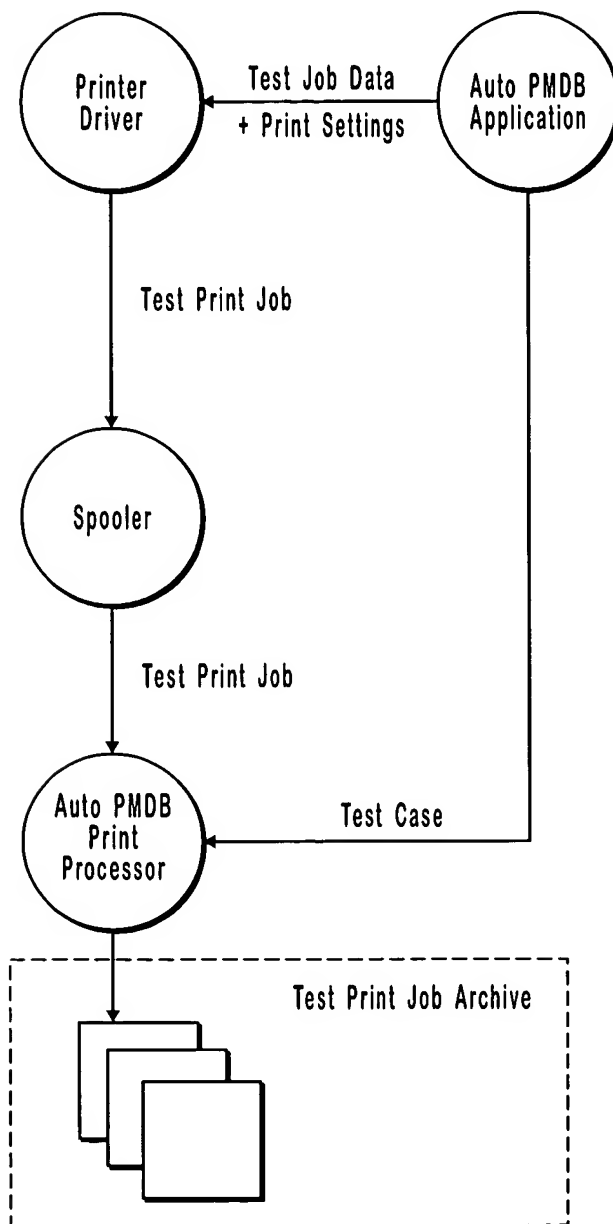 Printer
Driver
Test Job Data
+ Print Settings
Auto PMDB
Application
Test Print Job
Spooler
Test Print Job
Auto PMDB
Print
Processor
Test Case
Test Print Job Archive